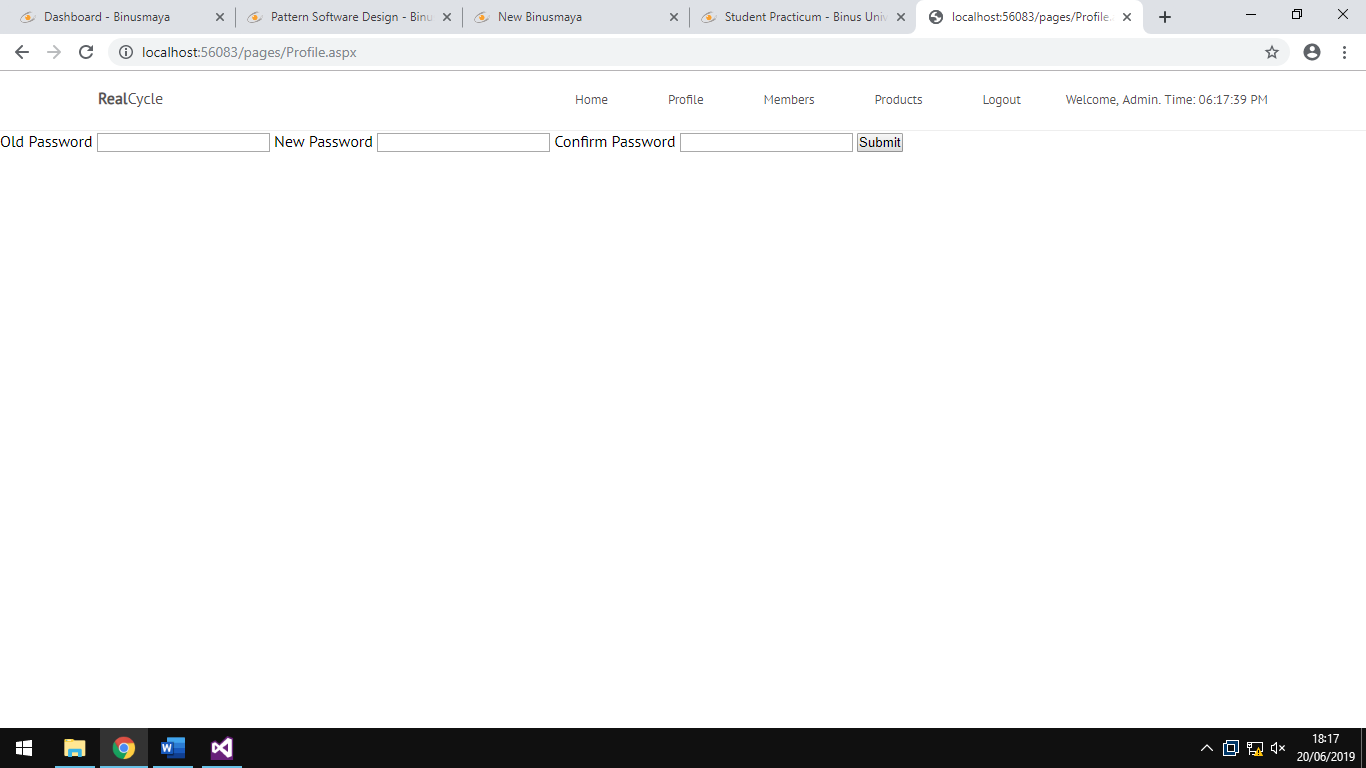 Dashboard - Binusmaya
Pattern Software Design - Binu
New Binusmaya
Student Practicum - Binus Univ
localhost:56083/pages/Profile.
localhost:56083/pages/Profile.aspx
RealCycle
Home
Profile
Members
Products
Logout
Welcome, Admin. Time: 06:17:39 PM
Old Password
New Password
Confirm Password
Submit
18:17
20/06/2019